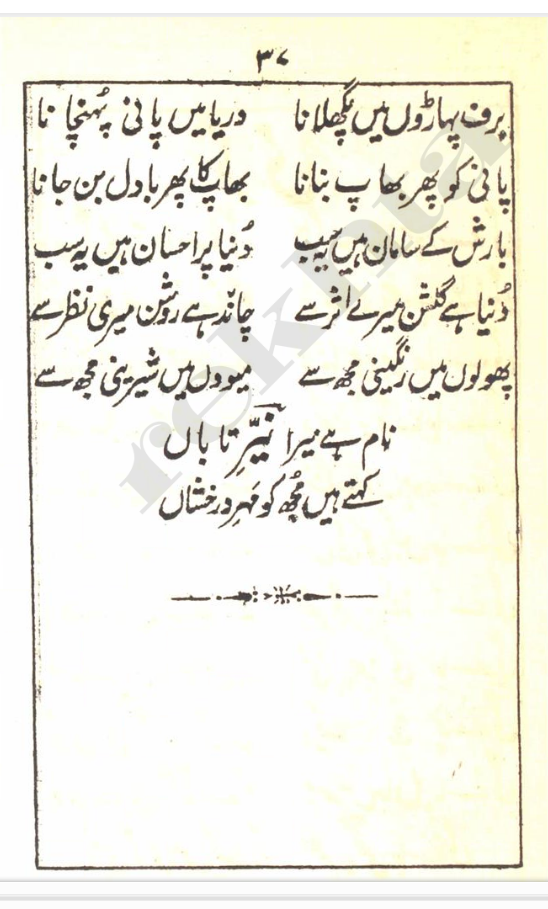 ۳۷
برف پہاڑوں میں پگھلانا دریا میں پانی پُہنچانا
پانی کو پھر بھاپ بنانا بھاپ کا پھر بادل بن جانا
بارش کے سامان ہیں یہ سب دُنیا پر احسان ہیں یہ سب
دُنیا ہے گلشن میرے اثر سے چاند ہے روشن میری نظر سے
پھولوں میں رنگینی مجھ سے میووں میں شیرینی مجھ سے
نام ہے میرا نیّرِ تاباں
کہتے ہیں مُجھ کو مہر درخشاں
rekhta